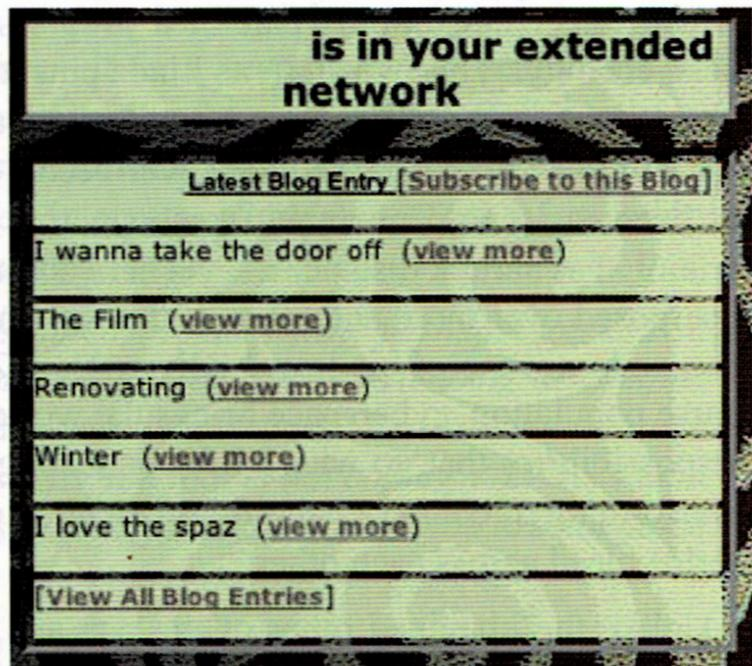 is in your extended
network
Latest Blog Entry [Subscribe to this Blog]
I wanna take the door off (view more)
The Film (view more)
Renovating (view more)
Winter (view more)
I love the spaz (view more)
[View All Blog Entries]